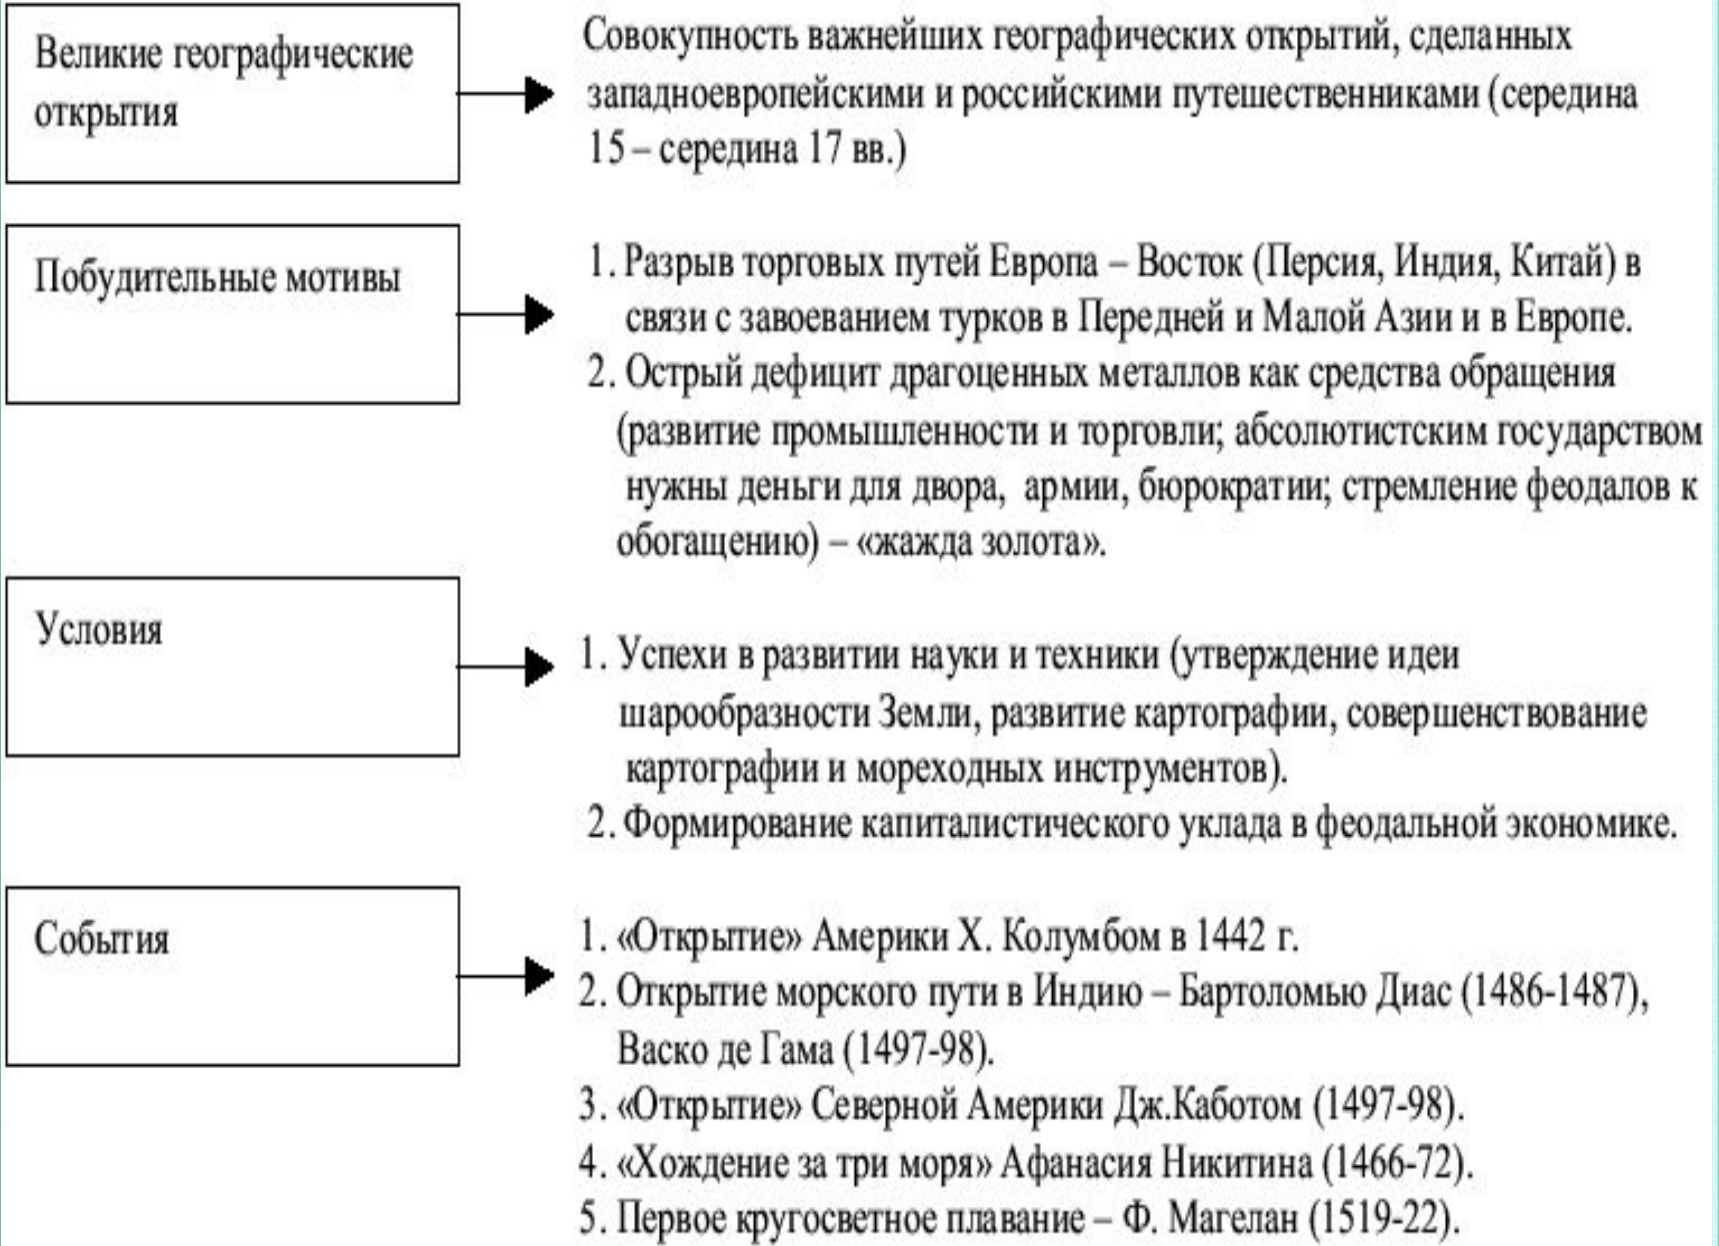 Великие географические
открытия
Совокупность важнейших географических открытий, сделанных
западноевропейскими и российскими путешественниками (середина
15 – середина 17 вв.)
Побудительные мотивы
1. Разрыв торговых путей Европа – Восток (Персия, Индия, Китай) в
связи с завоеванием турков в Передней и Малой Азии и в Европе.
2. Острый дефицит драгоценных металлов как средства обращения
(развитие промышленности и торговли; абсолютистским государством
нужны деньги для двора, армии, бюрократии; стремление феодалов к
обогащению) – «жажда золота».
Условия
1. Успехи в развитии науки и техники (утверждение идеи
шарообразности Земли, развитие картографии, совершенствование
картографии и мореходных инструментов).
2. Формирование капиталистического уклада в феодальной экономике.
События
1. «Открытие» Америки Х. Колумбом в 1442 г.
2. Открытие морского пути в Индию – Бартоломью Диас (1486-1487),
Васко де Гама (1497-98).
3. «Открытие» Северной Америки Дж.Каботом (1497-98).
4. «Хождение за три моря» Афанасия Никитина (1466-72).
5. Первое кругосветное плавание – Ф. Магелан (1519-22).